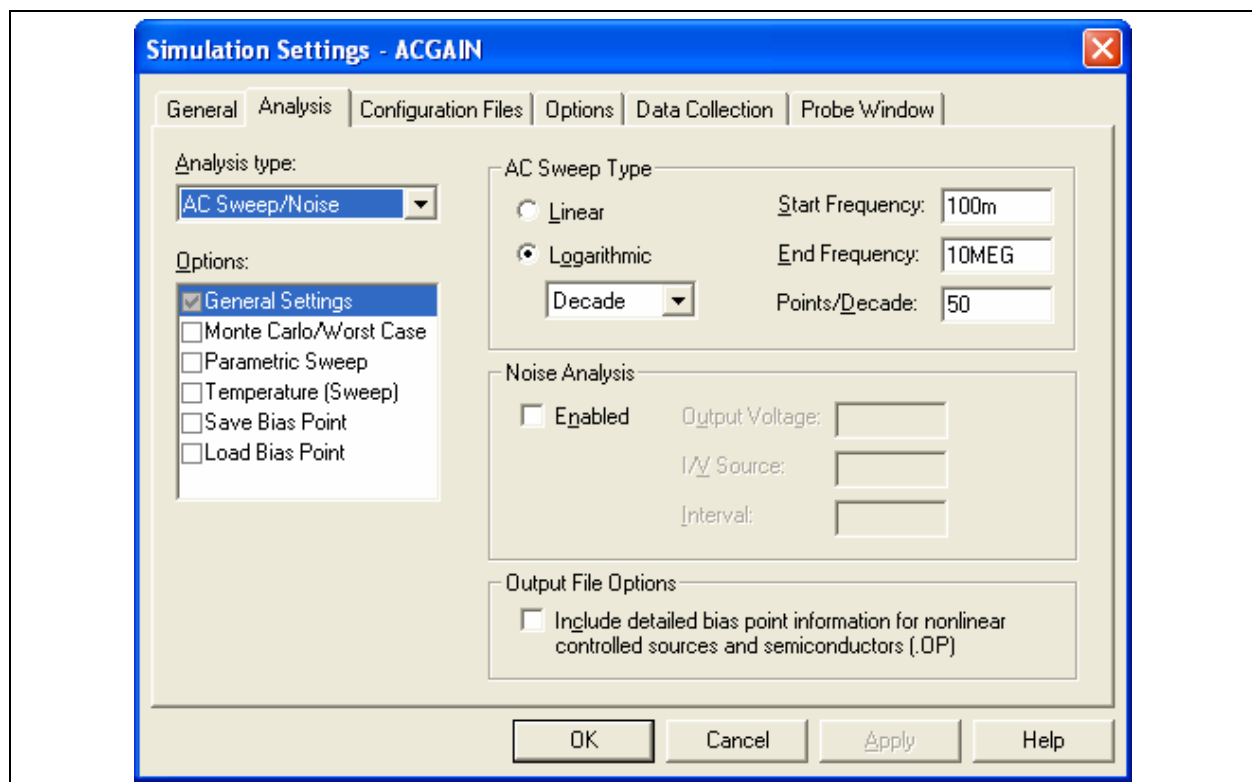 Simulation Settings - ACGAIN
General Analysis Configuration Files Options Data Collection Probe Window
Analysis type:
AC Sweep/Noise
Options:
General Settings
Monte Carlo/Worst Case
Parametric Sweep
Temperature (Sweep)
Save Bias Point
Load Bias Point
AC Sweep Type
Linear
Logarithmic
Decade
Start Frequency: 100m
End Frequency: 10MEG
Points/Decade: 50
Noise Analysis
Enabled
Output Voltage:
I/V Source:
Interval:
Output File Options
Include detailed bias point information for nonlinear
controlled sources and semiconductors (.OP)
OK Cancel Apply Help